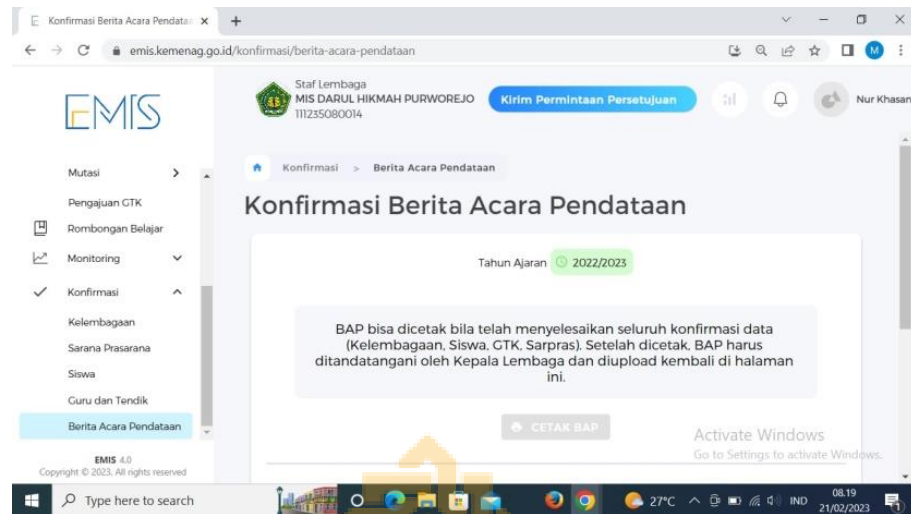 Konfirmasi Berita Acara Pendataa
emis.kemenag.go.id/konfirmasi/berita-acara-pendataan
M
EMIS
Staf Lembaga
MIS DARUL HIKMAH PURWOREJO
111235080014
Kirim Permintaan Persetujuan
Nur Khasan
Mutasi
Pengajuan GTK
Rombongan Belajar
Monitoring
Konfirmasi
Kelembagaan
Sarana Prasarana
Siswa
Guru dan Tendik
Berita Acara Pendataan
EMIS 4.0
Copyright © 2023. All rights reserved
Konfirmasi > Berita Acara Pendataan
Konfirmasi Berita Acara Pendataan
Tahun Ajaran 2022/2023
BAP bisa dicetak bila telah menyelesaikan seluruh konfirmasi data
(Kelembagaan, Siswa, GTK, Sarpras). Setelah dicetak, BAP harus
ditandatangani oleh Kepala Lembaga dan diupload kembali di halaman
ini.
CETAK BAP
Activate Windows
Go to Settings to activate Windows.
Type here to search
27°C
IND
08.19
21/02/2023
1